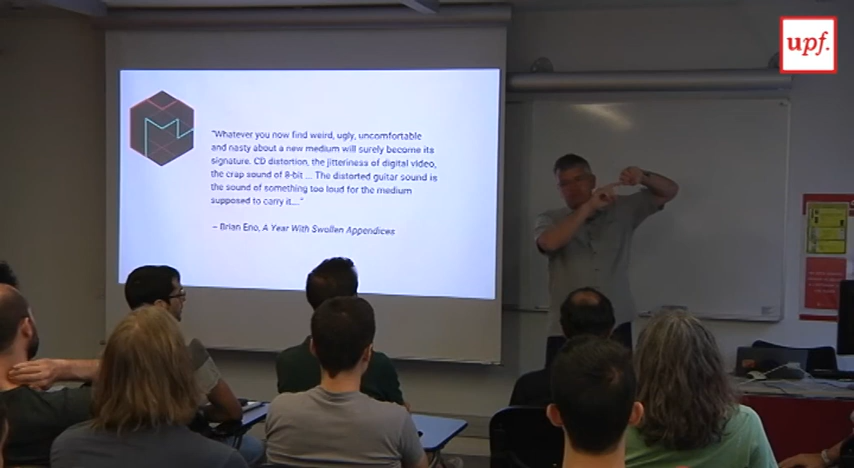 upf.
"Whatever you now find weird, ugly, uncomfortable
and nasty about a new medium will surely become its
signature. CD distortion, the jitteriness of digital video,
the crap sound of 8-bit ... The distorted guitar sound is
the sound of something too loud for the medium
supposed to carry it...."
– Brian Eno, A Year With Swollen Appendices